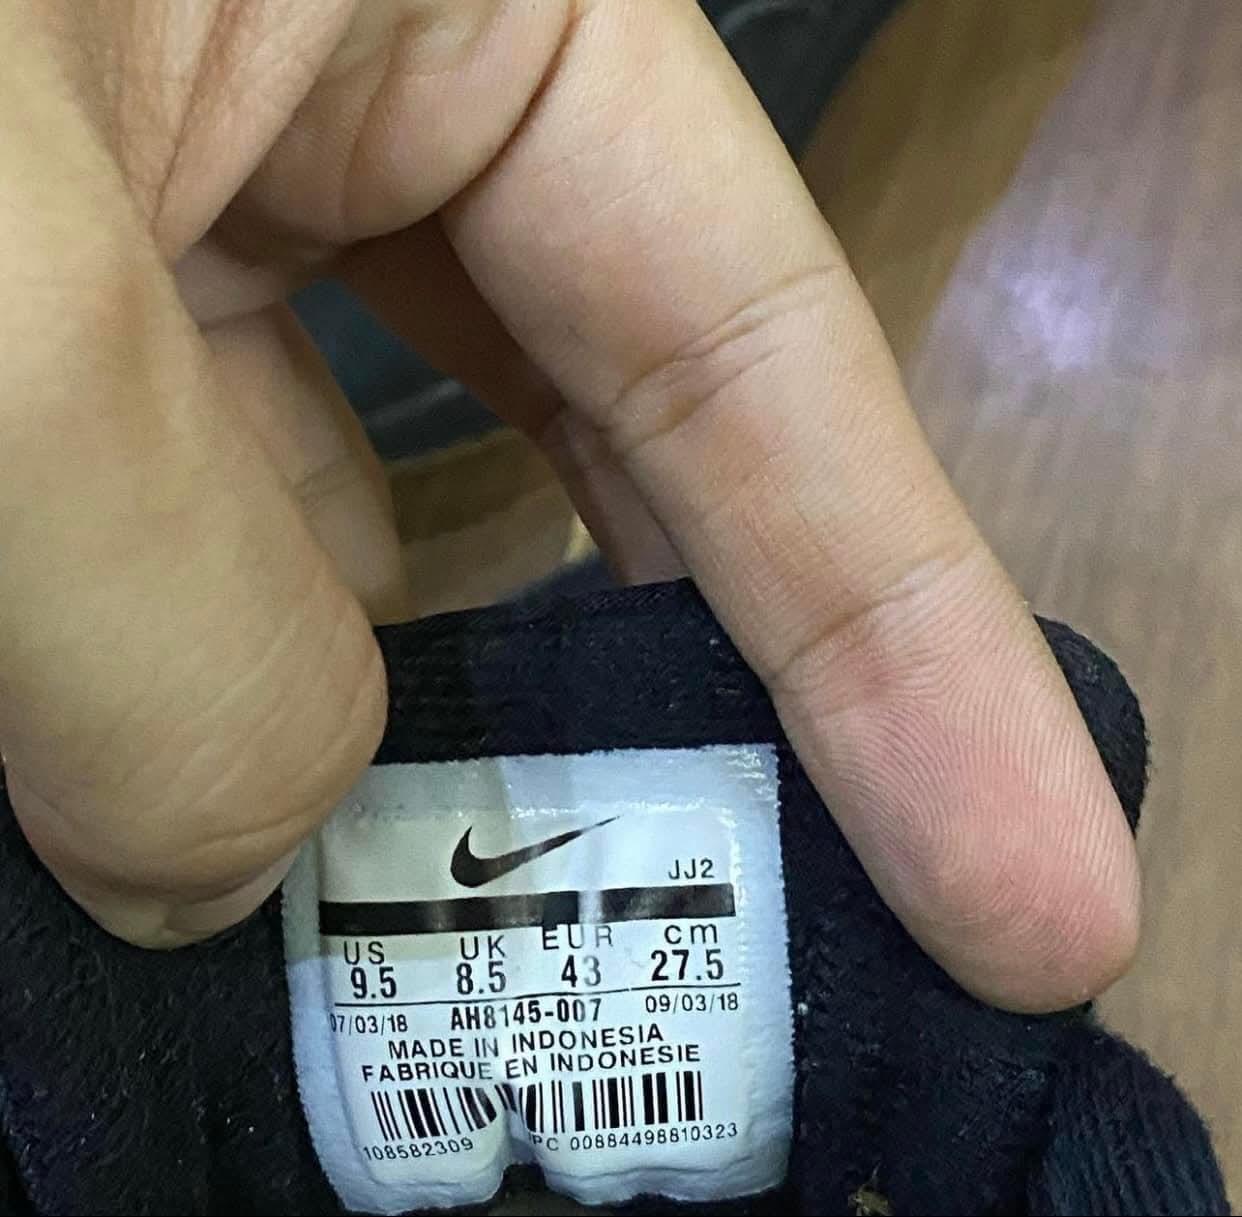 JJ2
US UK EUR cm
9.5 8.5 43 27.5
07/03/18 AH8145-007 09/03/18
MADE IN INDONESIA
FABRIQUE EN INDONESIE
108582309 UPC 00884498810323